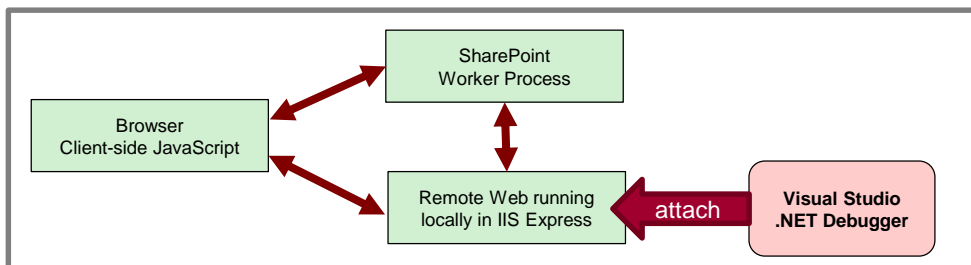 SharePoint
Worker Process
Browser
Client-side JavaScript
Remote Web running
locally in IIS Express
attach
Visual Studio
.NET Debugger